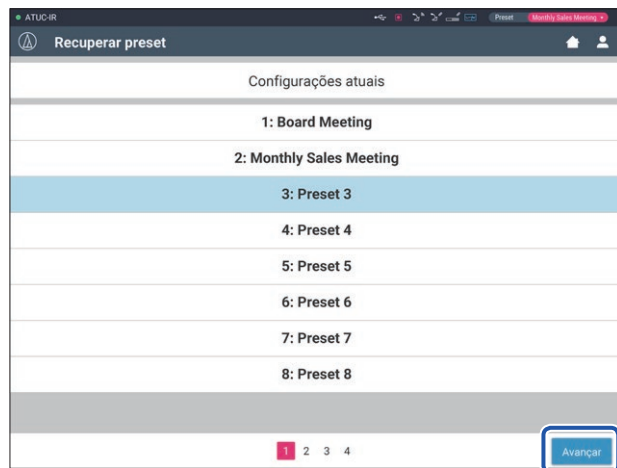 ATUC-IR Preset Monthly Sales Meeting
Recuperar preset
Configurações atuais
1: Board Meeting
2: Monthly Sales Meeting
3: Preset 3
4: Preset 4
5: Preset 5
6: Preset 6
7: Preset 7
8: Preset 8
1 2 3 4
Avançar